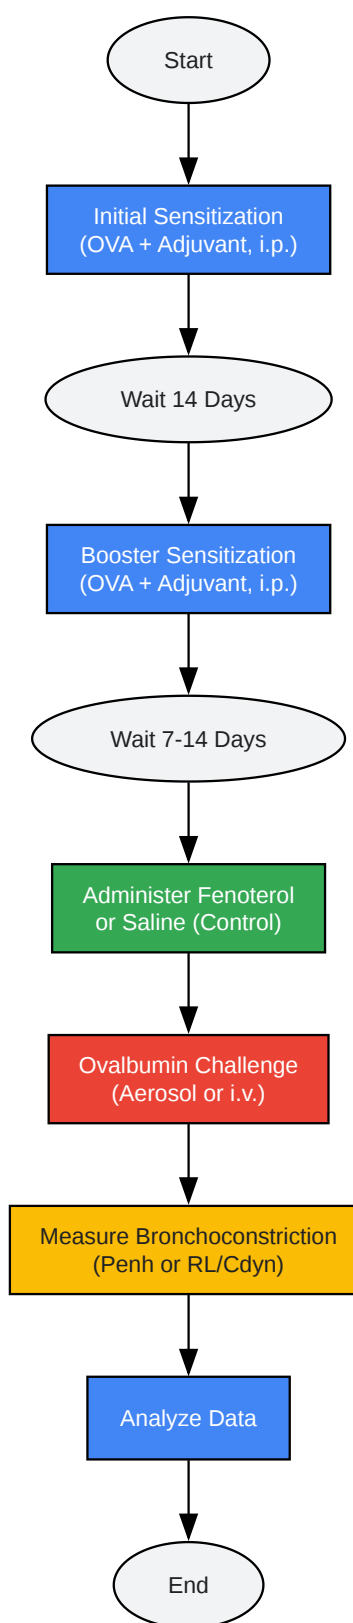 Start
Initial Sensitization
(OVA + Adjuvant, i.p.)
Wait 14 Days
Booster Sensitization
(OVA + Adjuvant, i.p.)
Wait 7-14 Days
Administer Fenoterol
or Saline (Control)
Ovalbumin Challenge
(Aerosol or i.v.)
Measure Bronchoconstriction
(Penh or RL/Cdyn)
Analyze Data
End